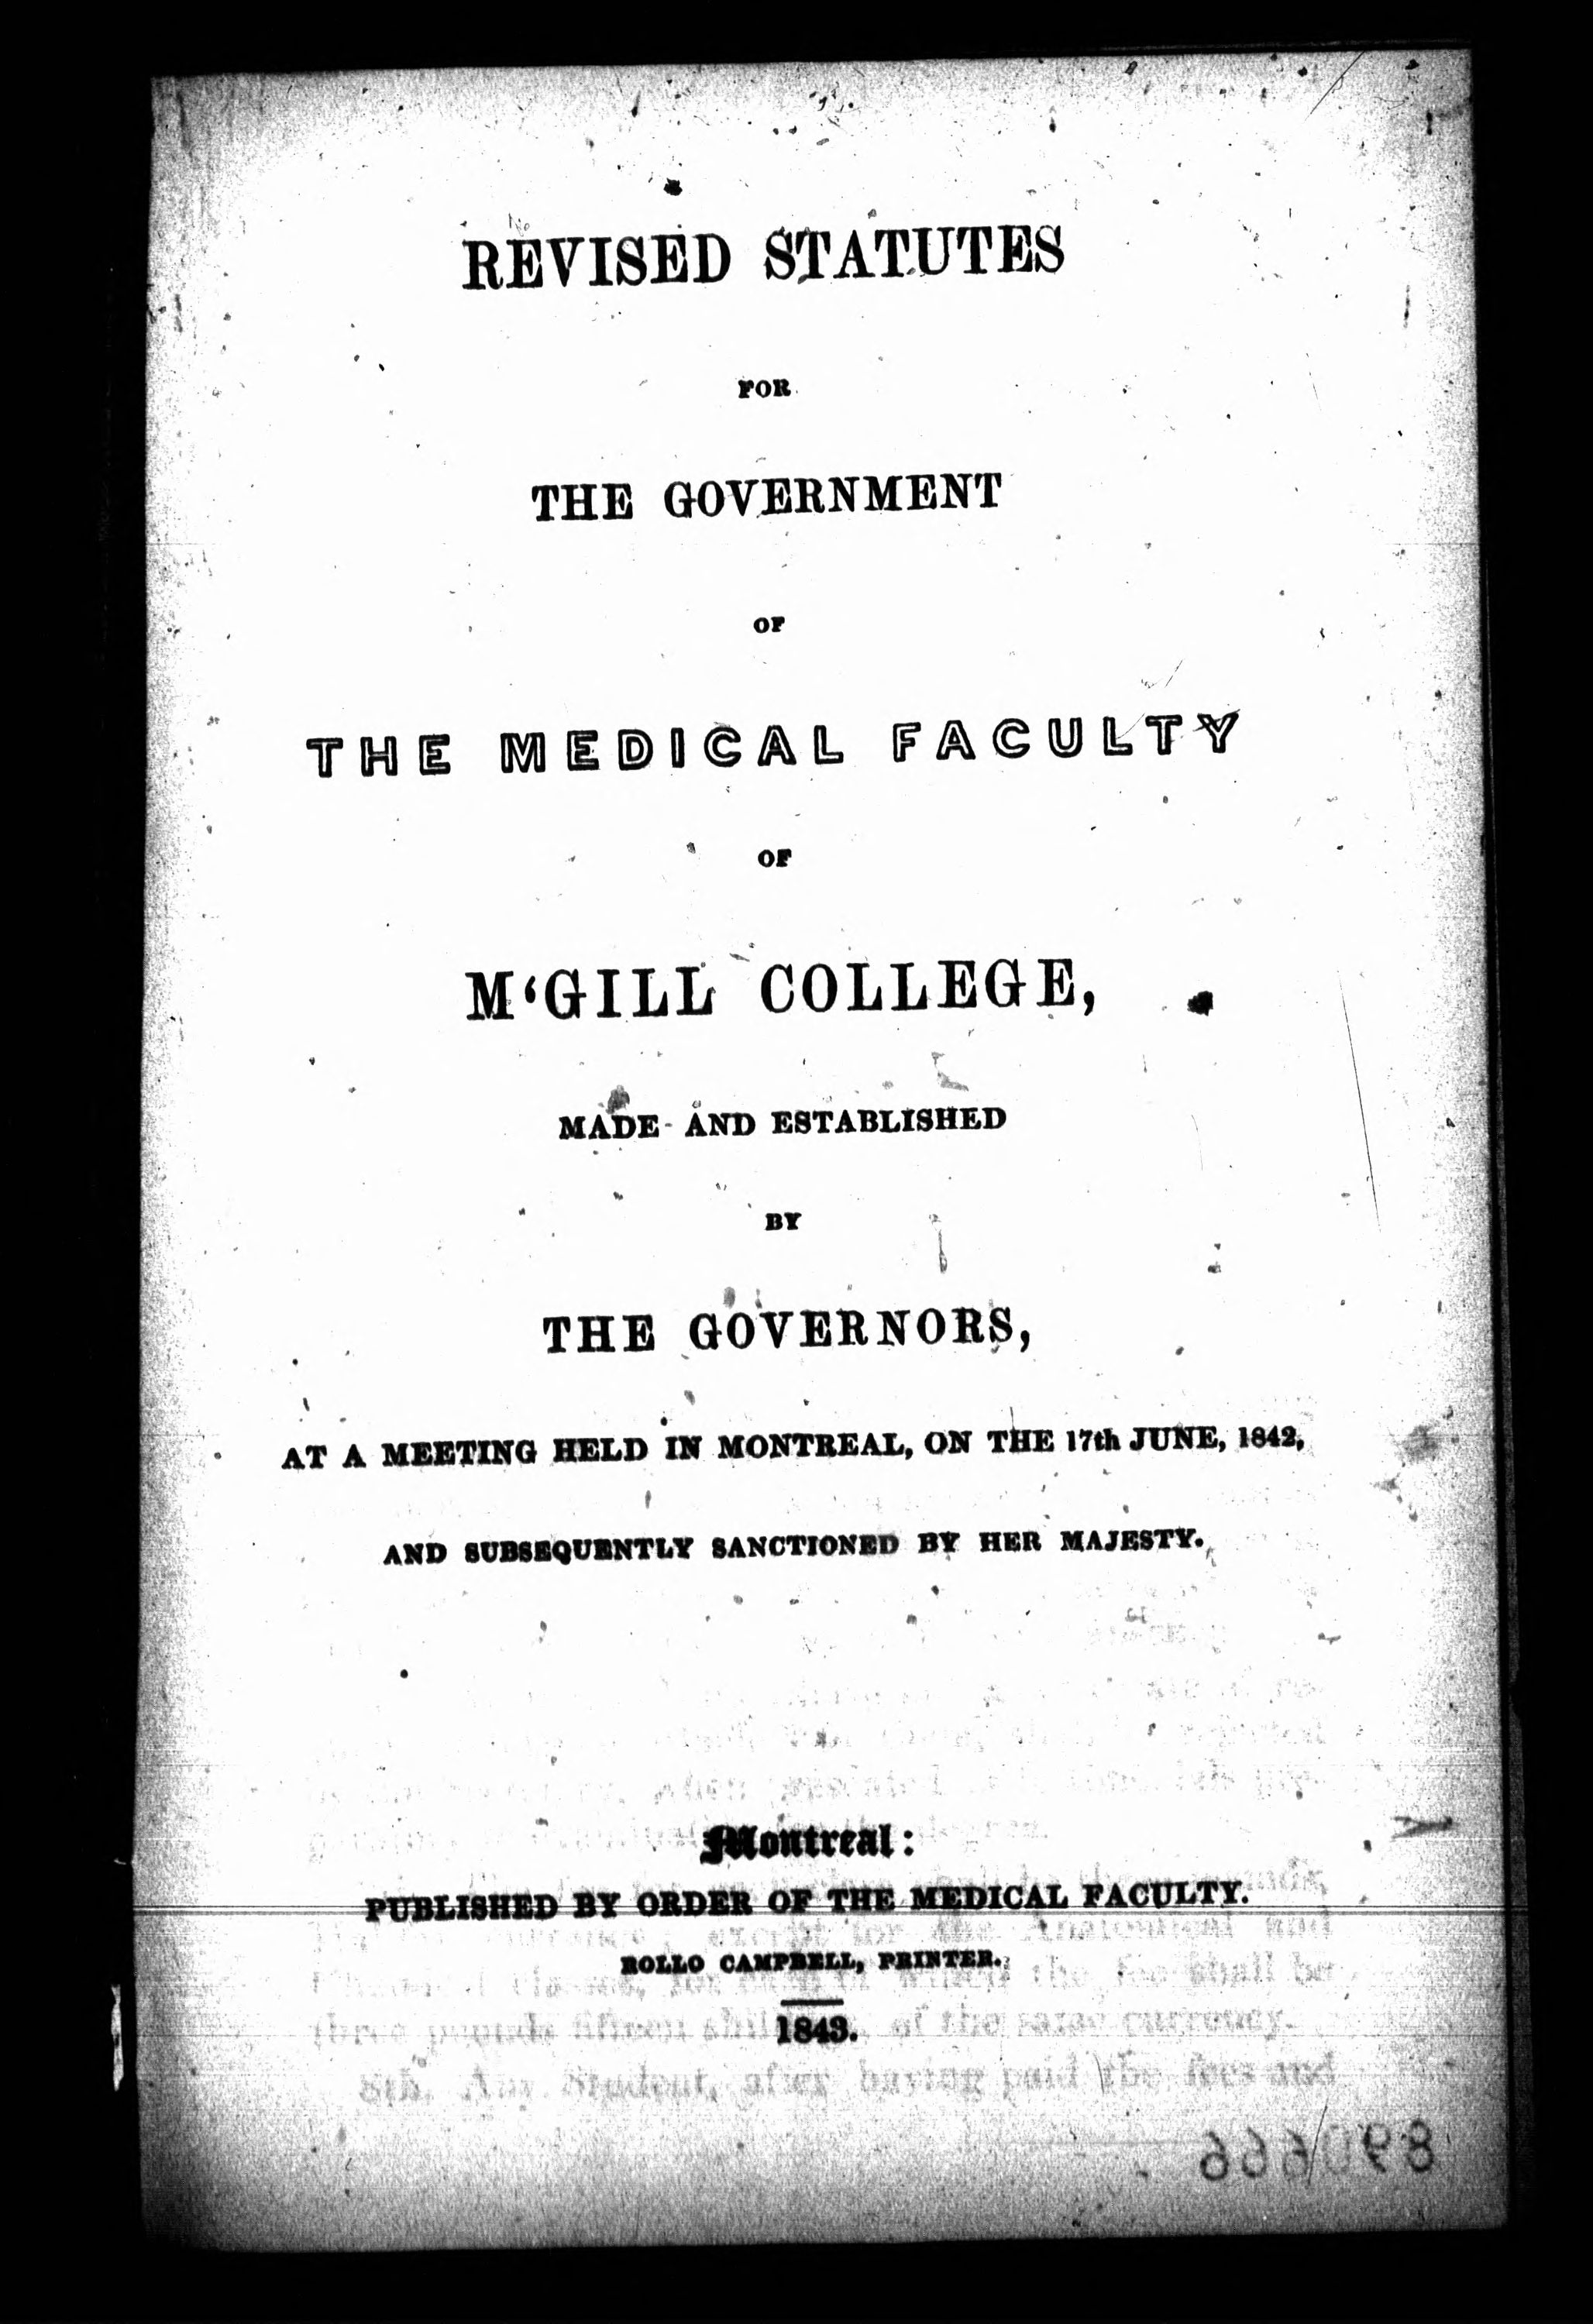 REVISED STATUTES
FOR
THE GOVERNMENT
OF
THE MEDICAL FACULTY
OF
M‘GILL COLLEGE,
MADE AND ESTABLISHED
BY
THE GOVERNORS,
AT A MEETING HELD IN MONTREAL, ON THE 17th JUNE, 1842,
AND SUBSEQUENTLY SANCTIONED BY HER MAJESTY.
Montreal:
PUBLISHED BY ORDER OF THE MEDICAL FACULTY.
ROLLO CAMPBELL, PRINTER.
1843.